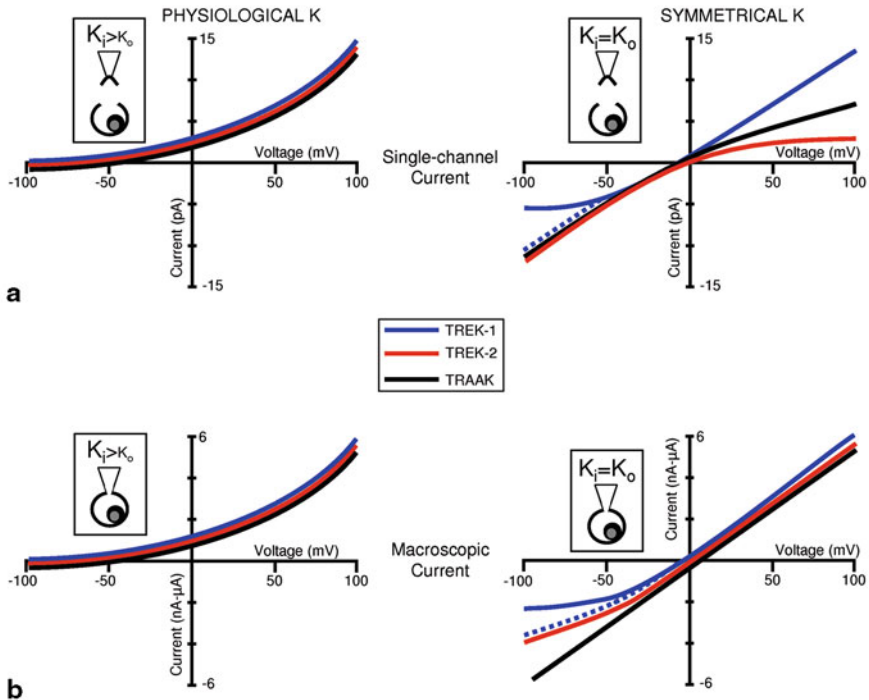 PHYSIOLOGICAL K
SYMMETRICAL K
a
Ki>Ko
15
Voltage (mV)
-100
-50
50
100
Current (pA)
-15
Single-channel
Current
Ki=Ko
15
Voltage (mV)
-100
-50
50
100
Current (pA)
-15
TREK-1
TREK-2
TRAAK
b
Ki>Ko
6
Voltage (mV)
-100
-50
50
100
Current (nA-µA)
-6
Macroscopic
Current
Ki=Ko
6
Current (nA-µA)
Voltage (mV)
-100
-50
50
100
-6